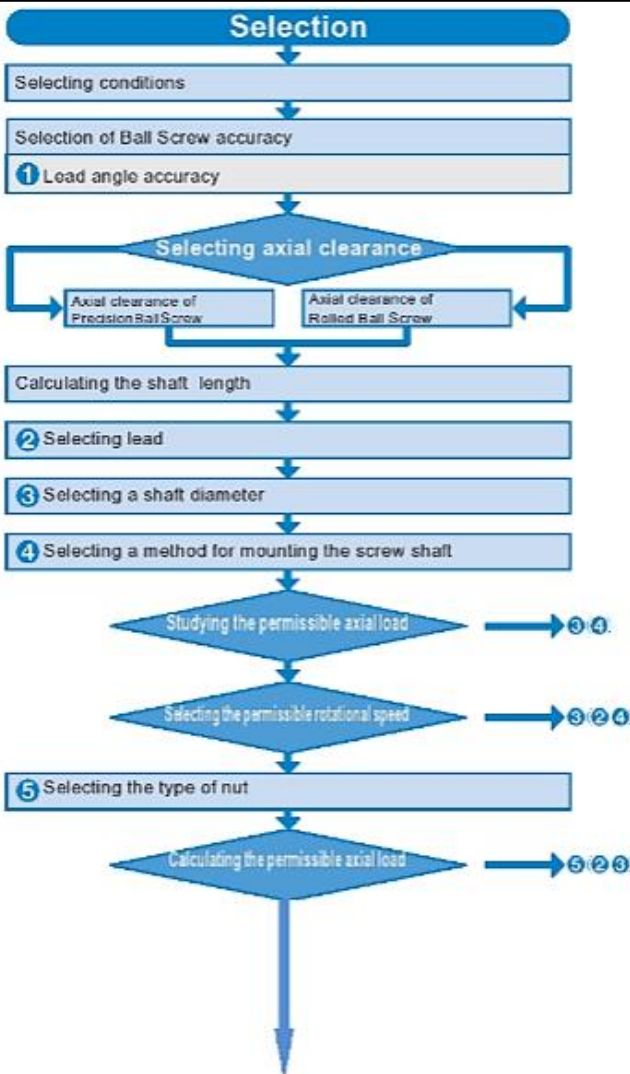 Selection
Selecting conditions
Selection of Ball Screw accuracy
1 Lead angle accuracy
Selecting axial clearance
Axial clearance of
Precision Ball Screw
Axial clearance of
Rolled Ball Screw
Calculating the shaft length
2 Selecting lead
3 Selecting a shaft diameter
4 Selecting a method for mounting the screw shaft
Studying the permissible axial load
3 4.
Selecting the permissible rotational speed
3 2 4
5 Selecting the type of nut
Calculating the permissible axial load
5 2 3